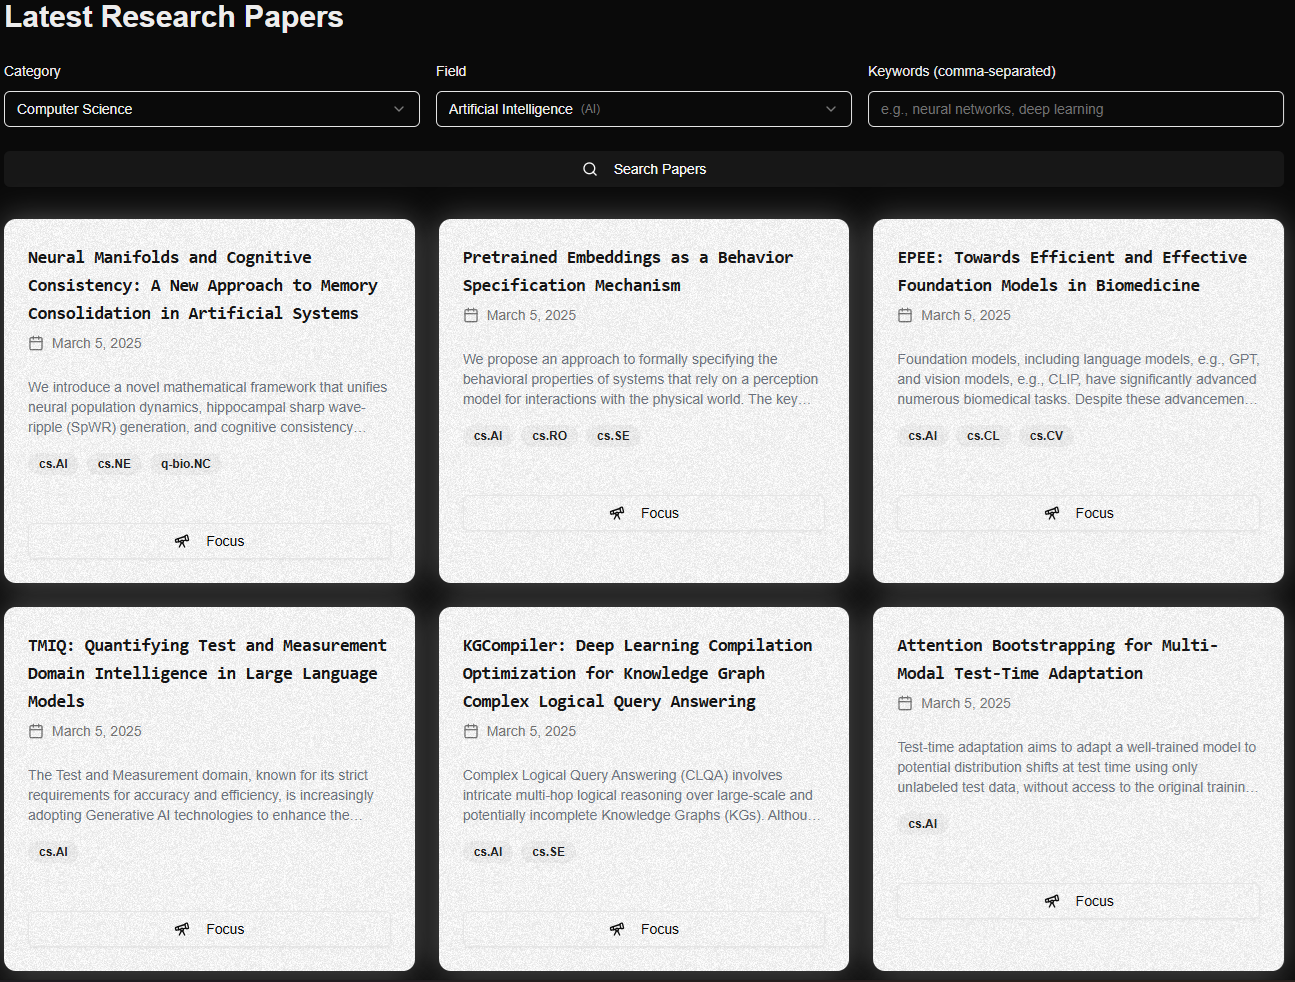 Latest Research Papers
Category
Field
Keywords (comma-separated)
Computer Science
Artificial Intelligence (AI)
e.g., neural networks, deep learning
Search Papers
Neural Manifolds and Cognitive
Consistency: A New Approach to Memory
Consolidation in Artificial Systems
March 5, 2025
We introduce a novel mathematical framework that unifies
neural population dynamics, hippocampal sharp wave-
ripple (SpWR) generation, and cognitive consistency…
cs.AI cs.NE q-bio.NC
Focus
Pretrained Embeddings as a Behavior
Specification Mechanism
March 5, 2025
We propose an approach to formally specifying the
behavioral properties of systems that rely on a perception
model for interactions with the physical world. The key…
cs.AI cs.RO cs.SE
Focus
EPEE: Towards Efficient and Effective
Foundation Models in Biomedicine
March 5, 2025
Foundation models, including language models, e.g., GPT,
and vision models, e.g., CLIP, have significantly advanced
numerous biomedical tasks. Despite these advancemen…
cs.AI cs.CL cs.CV
Focus
TMIQ: Quantifying Test and Measurement
Domain Intelligence in Large Language
Models
March 5, 2025
The Test and Measurement domain, known for its strict
requirements for accuracy and efficiency, is increasingly
adopting Generative AI technologies to enhance the…
cs.AI
Focus
KGCompiler: Deep Learning Compilation
Optimization for Knowledge Graph
Complex Logical Query Answering
March 5, 2025
Complex Logical Query Answering (CLQA) involves
intricate multi-hop logical reasoning over large-scale and
potentially incomplete Knowledge Graphs (KGs). Althou…
cs.AI cs.SE
Focus
Attention Bootstrapping for Multi-
Modal Test-Time Adaptation
March 5, 2025
Test-time adaptation aims to adapt a well-trained model to
potential distribution shifts at test time using only
unlabeled test data, without access to the original trainin…
cs.AI
Focus